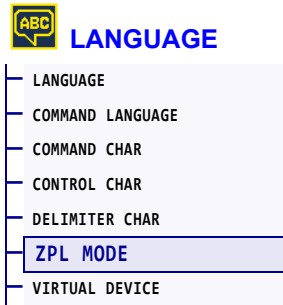 ABC
LANGUAGE
LANGUAGE
COMMAND LANGUAGE
COMMAND CHAR
CONTROL CHAR
DELIMITER CHAR
ZPL MODE
VIRTUAL DEVICE